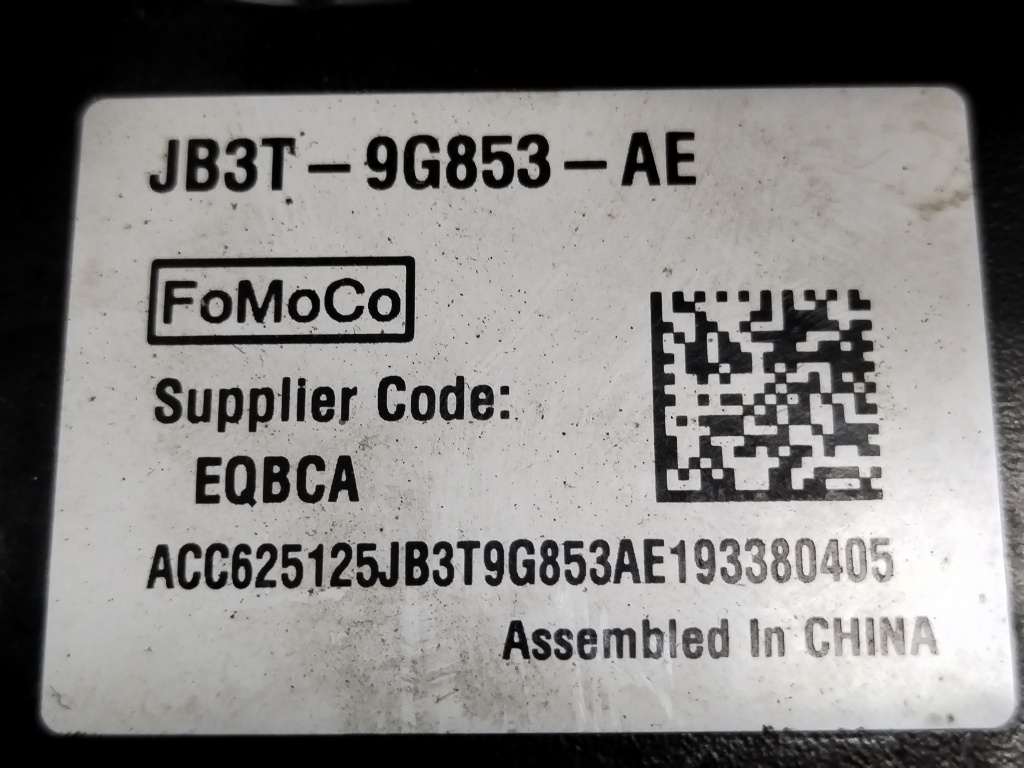 JB3T-9G853-AE
FoMoCo
Supplier Code:
EQBCA
ACC625125JB3T9G853AE193380405
Assembled In CHINA